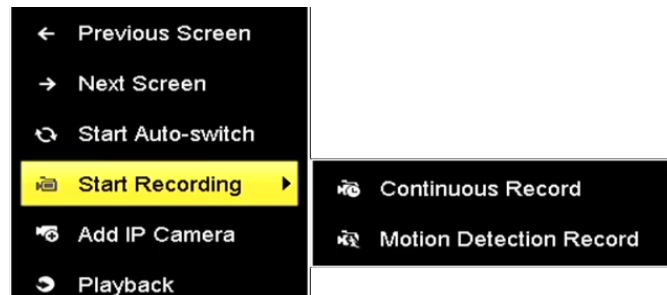 Previous Screen
Next Screen
Start Auto-switch
Start Recording
Continuous Record
Add IP Camera
Motion Detection Record
Playback